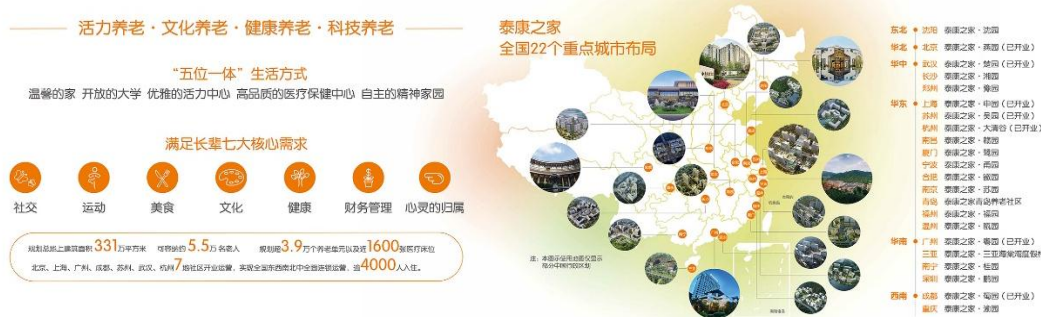 活力养老·文化养老·健康养老·科技养老
“五位一体”生活方式
温馨的家 开放的大学 优雅的活力中心 高品质的医疗保健中心 自主的精神家园
满足长辈七大核心需求
社交 运动 美食 文化 健康 财务管理 心灵的归属
规划总地上建筑面积331万平方米 可容纳约5.5万名老人 规划超3.9万个养老单元以及近1600张医疗床位
北京、上海、广州、成都、苏州、武汉、杭州7地社区开业运营,实现全国东西南北中全面连锁运营,逾4000人入住。
泰康之家
全国22个重点城市布局
注:本图示使用地图仅显示
部分中国行政区划
东北 沈阳 泰康之家·沈园
华北 北京 泰康之家·燕园(已开业)
华中 武汉 泰康之家·楚园(已开业)
长沙 泰康之家·湘园
郑州 泰康之家·豫园
华东 上海 泰康之家·申园(已开业)
苏州 泰康之家·吴园(已开业)
杭州 泰康之家·大清谷(已开业)
南昌 泰康之家·赣园
厦门 泰康之家·鹭园
宁波 泰康之家·甬园
合肥 泰康之家·徽园
南京 泰康之家·苏园
青岛 泰康之家青岛养老社区
福州 泰康之家·福园
温州 泰康之家·瓯园
华南 广州 泰康之家·粤园(已开业)
三亚 泰康之家·三亚海棠湾度假村
南宁 泰康之家·桂园
深圳 泰康之家·鹏园
西南 成都 泰康之家·蜀园(已开业)
重庆 泰康之家·渝园